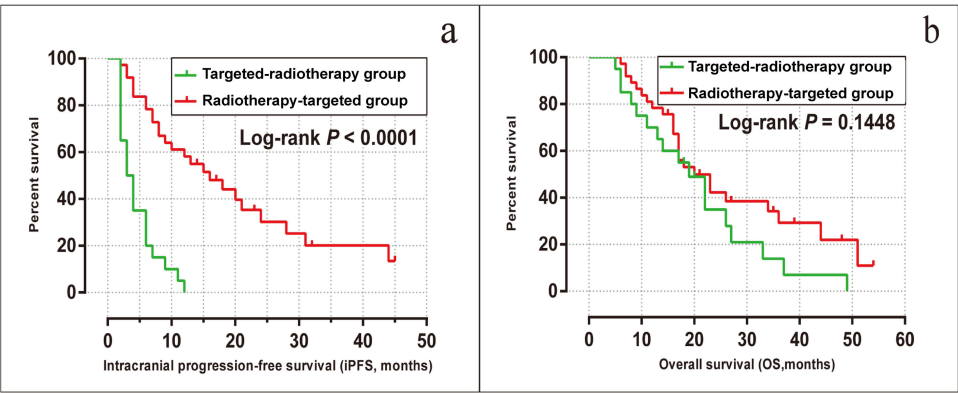 a
100
80
60
40
20
0
Percent survival
Targeted-radiotherapy group
Radiotherapy-targeted group
Log-rank P < 0.0001
0 10 20 30 40 50
Intracranial progression-free survival (iPFS, months)
b
100
80
60
40
20
0
Percent survival
Targeted-radiotherapy group
Radiotherapy-targeted group
Log-rank P = 0.1448
0 10 20 30 40 50 60
Overall survival (OS,months)